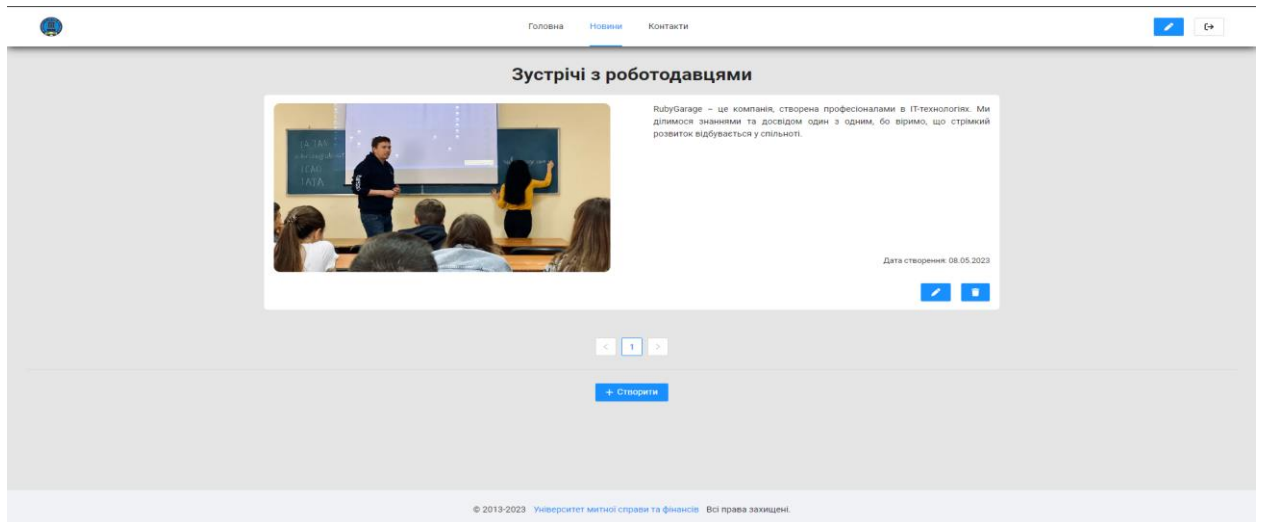 Головна Новини Контакти
Зустрічі з роботодавцями
RubyGarage – це компанія, створена професіоналами в IT-технологіях. Ми
ділимося знаннями та досвідом один з одним, бо віримо, що стрімкий
розвиток відбувається у спільноті.
Дата створення: 08.05.2023
< 1 >
+ Створити
© 2013-2023 Університет митної справи та фінансів Всі права захищені.